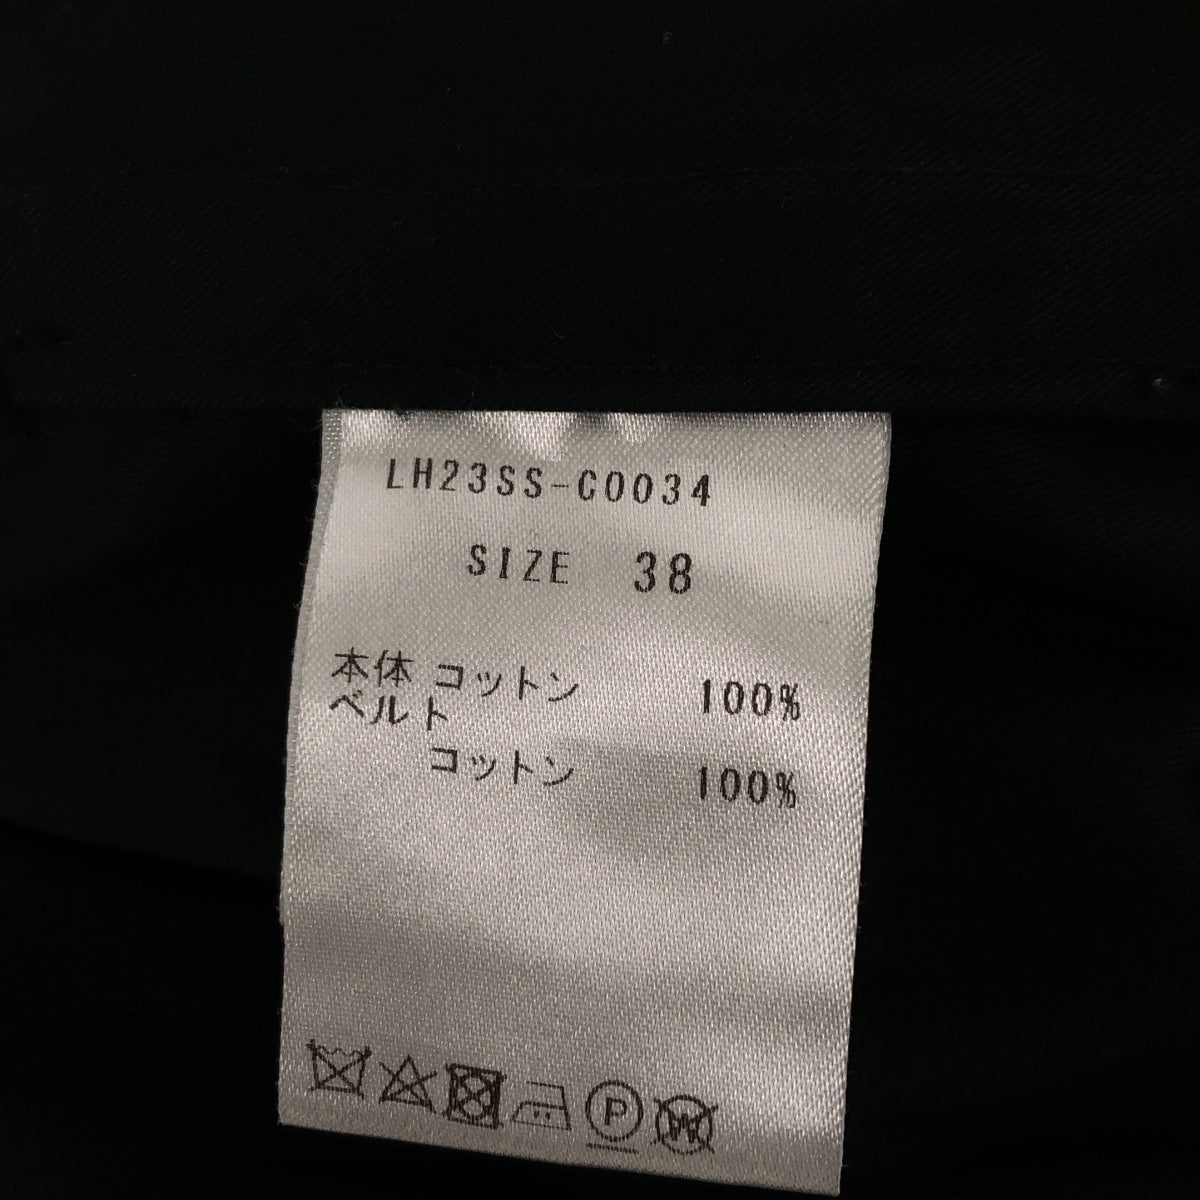 LH23SS-C0034
SIZE 38
本体 コットン 100%
ベルト
コットン 100%
P
W